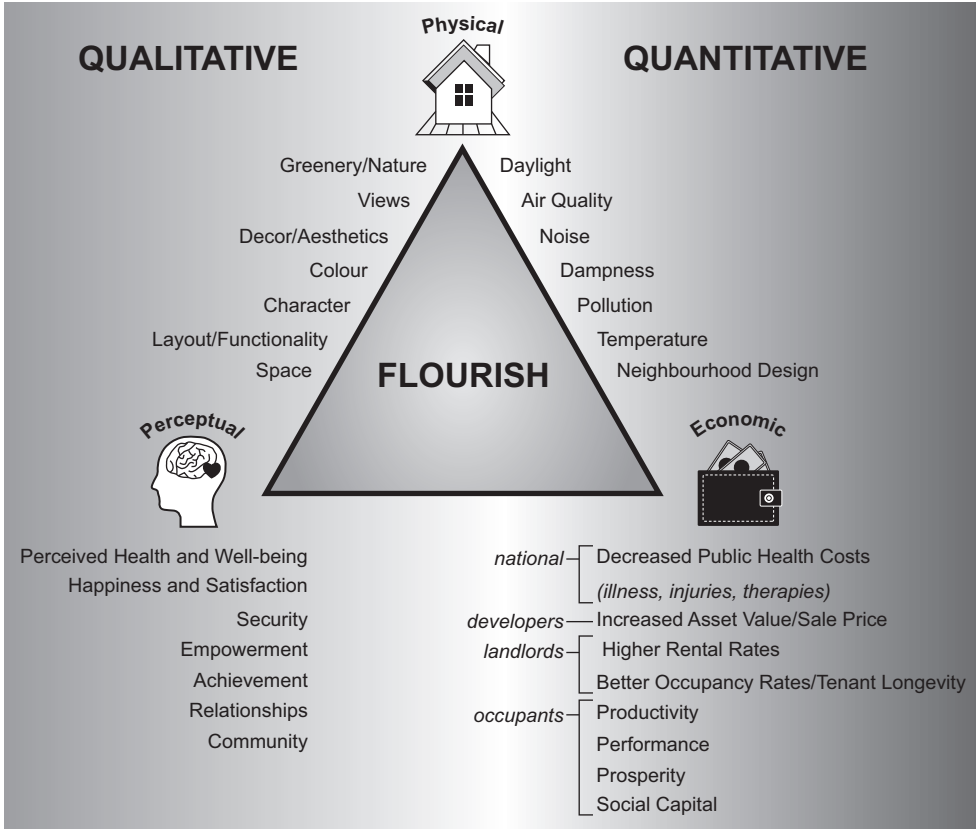 Physical
QUALITATIVE
QUANTITATIVE
Greenery/Nature
Views
Decor/Aesthetics
Colour
Character
Layout/Functionality
Space
Daylight
Air Quality
Noise
Dampness
Pollution
Temperature
Neighbourhood Design
FLOURISH
Perceptual
Perceived Health and Well-being
Happiness and Satisfaction
Security
Empowerment
Achievement
Relationships
Community
Economic
national
Decreased Public Health Costs
(illness, injuries, therapies)
developers
Increased Asset Value/Sale Price
landlords
Higher Rental Rates
Better Occupancy Rates/Tenant Longevity
occupants
Productivity
Performance
Prosperity
Social Capital